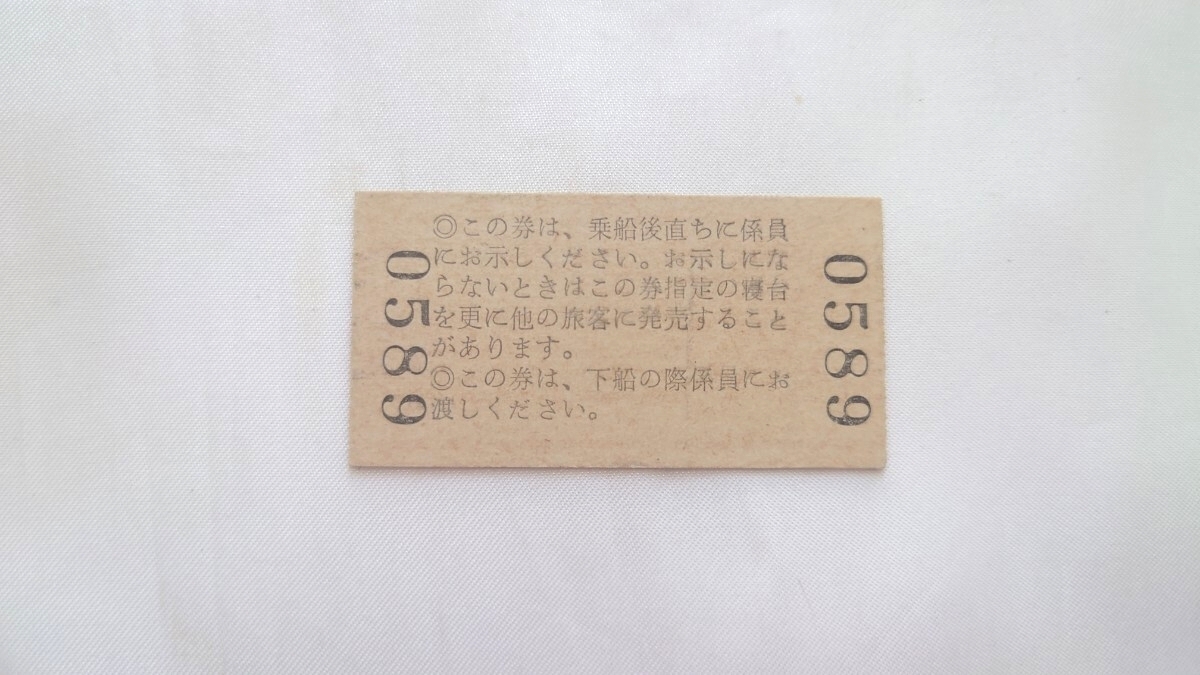 0589
◎この券は、乗船後直ちに係員
にお示しください。お示しにな
らないときはこの券指定の寝台
を更に他の旅客に発売すること
があります。
◎この券は、下船の際係員にお
渡しください。
0589